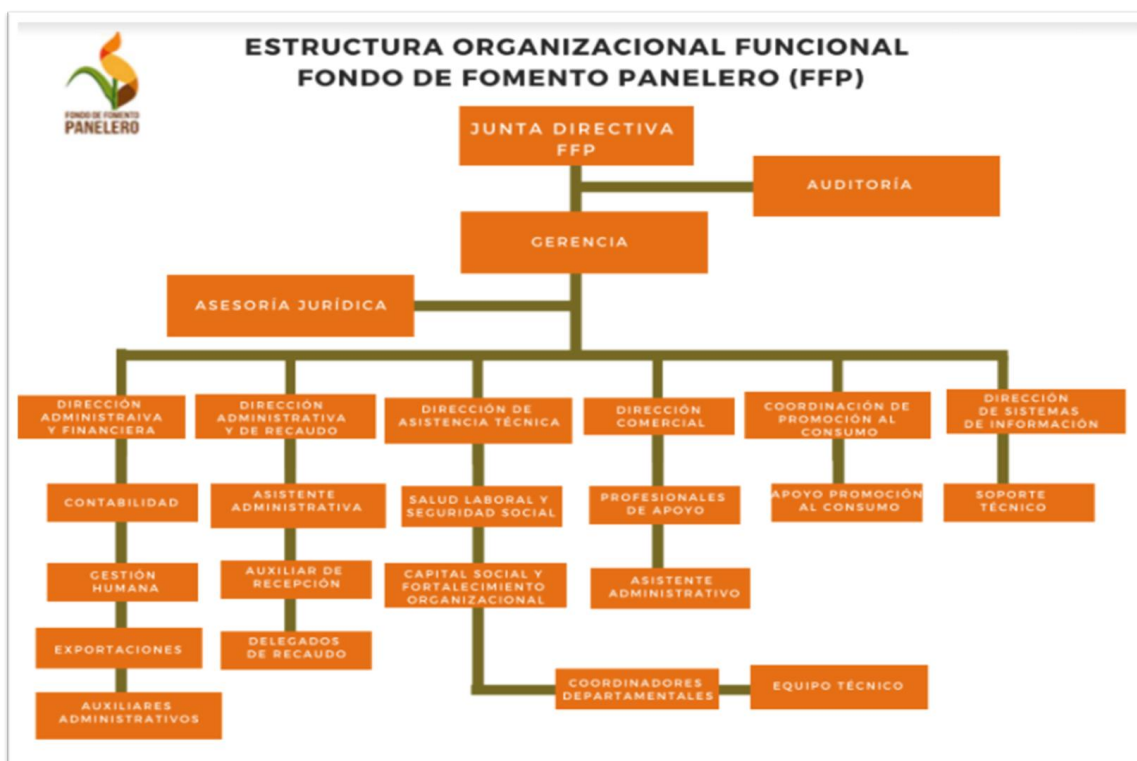 ESTRUCTURA ORGANIZACIONAL FUNCIONAL
FONDO DE FOMENTO PANELERO (FFP)
FONDO DE FOMENTO
PANELERO
JUNTA DIRECTIVA
FFP
AUDITORÍA
GERENCIA
ASESORÍA JURÍDICA
DIRECCIÓN
ADMINISTRAIVA
Y FINANCIERA
DIRECCIÓN
ADMINISTRATIVA
Y DE RECAUDO
DIRECCIÓN DE
ASISTENCIA TÉCNICA
DIRECCIÓN
COMERCIAL
COORDINACIÓN DE
PROMOCIÓN AL
CONSUMO
DIRECCIÓN
DE SISTEMAS
DE INFORMACIÓN
CONTABILIDAD
ASISTENTE
ADMINISTRATIVA
SALUD LABORAL Y
SEGURIDAD SOCIAL
PROFESIONALES
DE APOYO
APOYO PROMOCIÓN
AL CONSUMO
SOPORTE
TÉCNICO
GESTIÓN
HUMANA
AUXILIAR DE
RECEPCIÓN
CAPITAL SOCIAL Y
FORTALECIMIENTO
ORGANIZACIONAL
ASISTENTE
ADMINISTRATIVO
EXPORTACIONES
DELEGADOS
DE RECAUDO
COORDINADORES
DEPARTAMENTALES
EQUIPO TÉCNICO
AUXILIARES
ADMINISTRATIVOS